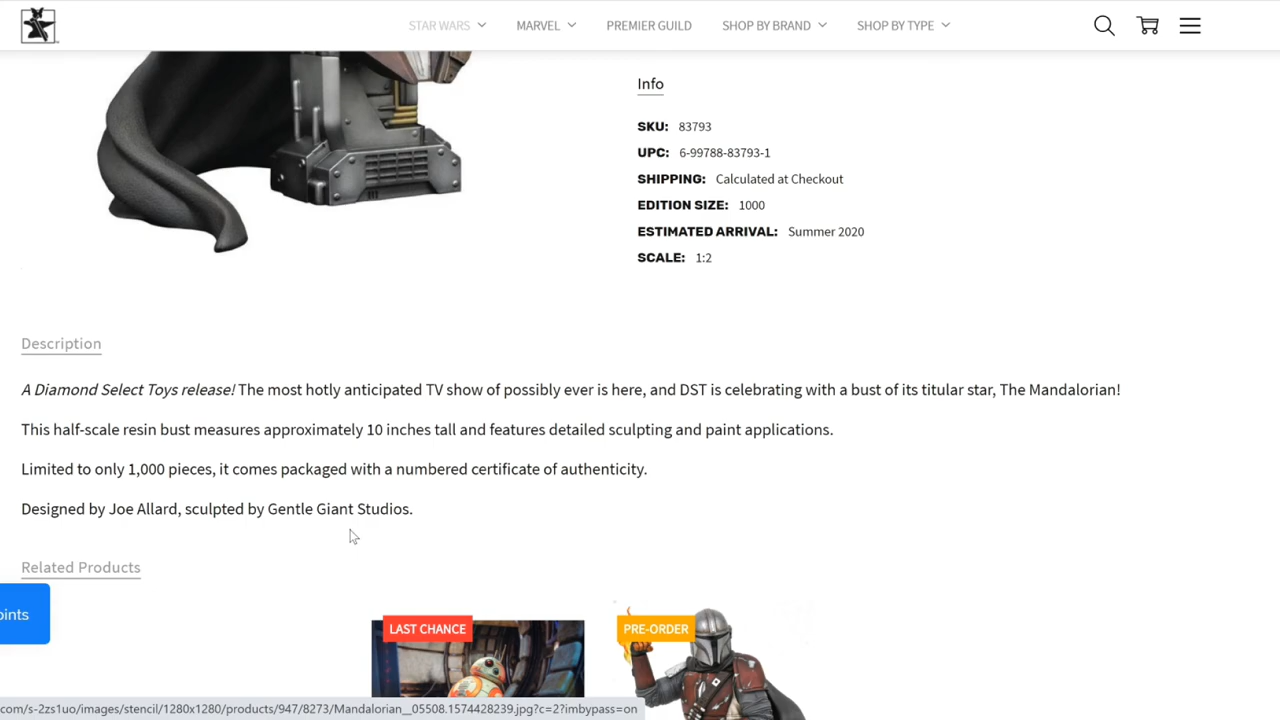 STAR WARS MARVEL PREMIER GUILD SHOP BY BRAND SHOP BY TYPE
Info
SKU: 83793
UPC: 6-99788-83793-1
SHIPPING: Calculated at Checkout
EDITION SIZE: 1000
ESTIMATED ARRIVAL: Summer 2020
SCALE: 1:2
Description
A Diamond Select Toys release! The most hotly anticipated TV show of possibly ever is here, and DST is celebrating with a bust of its titular star, The Mandalorian!
This half-scale resin bust measures approximately 10 inches tall and features detailed sculpting and paint applications.
Limited to only 1,000 pieces, it comes packaged with a numbered certificate of authenticity.
Designed by Joe Allard, sculpted by Gentle Giant Studios.
Related Products
oints
LAST CHANCE
PRE-ORDER
com/s-2zs1uo/images/stencil/1280x1280/products/947/8273/Mandalorian__05508.1574428239.jpg?c=2?imbypass=on